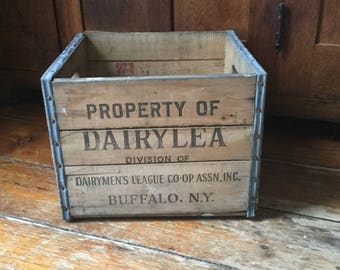 PROPERTY OF
DAIRYLEA
DIVISION OF
DAIRYMEN'S LEAGUE CO-OP ASSN, INC.
BUFFALO. N.Y.